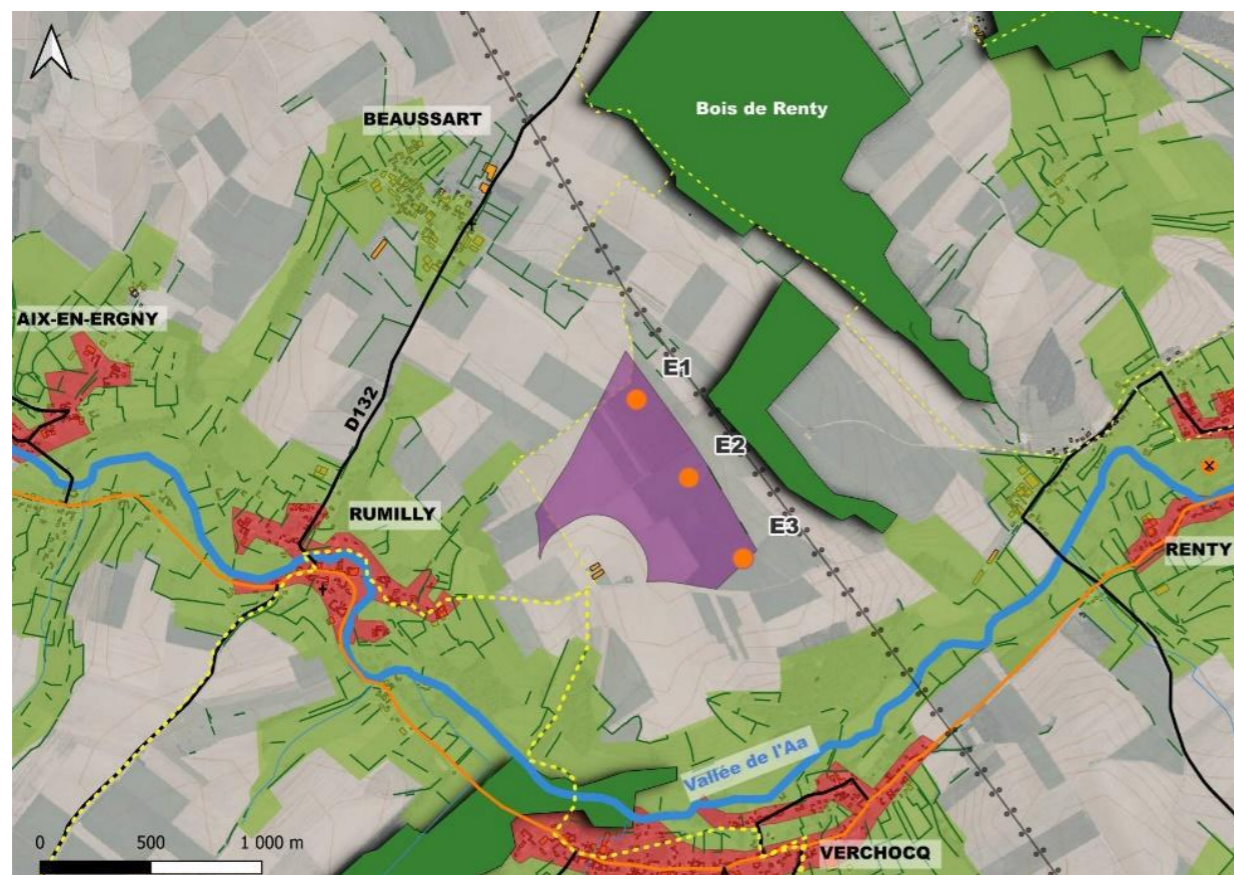 BEAUSSART
Bois de Renty
AIX-EN-ERGNY
D132
E1
E2
E3
RUMILLY
RENTY
Vallée de l'Aa
VERCHOCQ
0 500 1 000 m